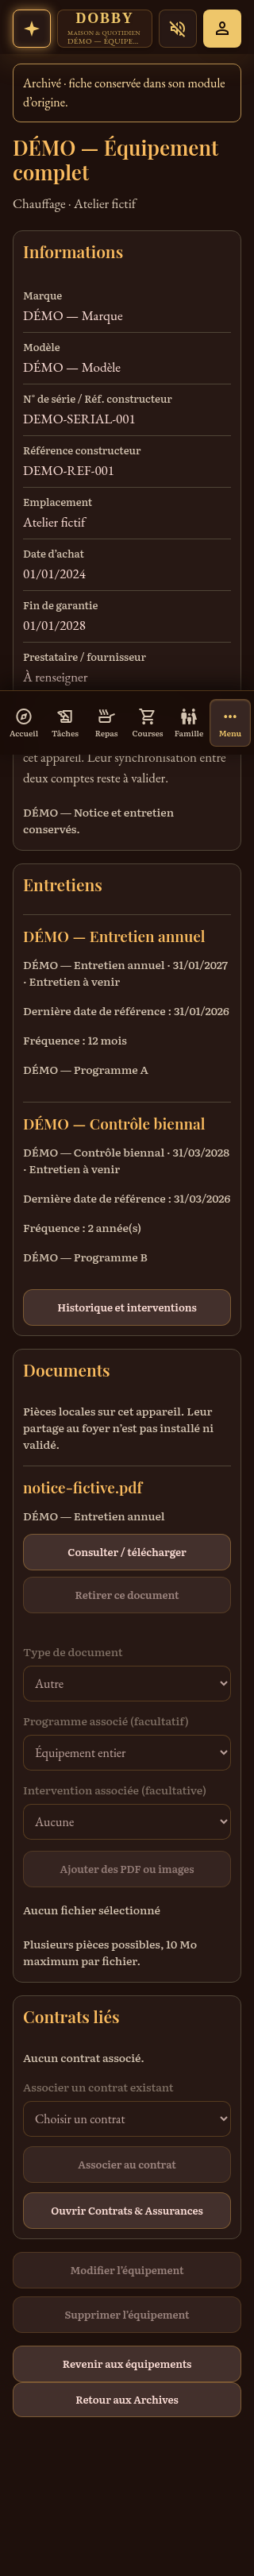 DOBBY
MAISON & QUOTIDIEN
DÉMO — ÉQUIPE…
Archivé · fiche conservée dans son module
d’origine.
DÉMO — Équipement
complet
Chauffage · Atelier fictif
Informations
Marque
DÉMO — Marque
Modèle
DÉMO — Modèle
N° de série / Réf. constructeur
DEMO-SERIAL-001
Référence constructeur
DEMO-REF-001
Emplacement
Atelier fictif
Date d’achat
01/01/2024
Fin de garantie
01/01/2028
Prestataire / fournisseur
À renseigner
Accueil
Tâches
Repas
Courses
Famille
Menu
cet appareil. Leur synchronisation entre
deux comptes reste à valider.
DÉMO — Notice et entretien
conservés.
Entretiens
DÉMO — Entretien annuel
DÉMO — Entretien annuel · 31/01/2027
· Entretien à venir
Dernière date de référence : 31/01/2026
Fréquence : 12 mois
DÉMO — Programme A
DÉMO — Contrôle biennal
DÉMO — Contrôle biennal · 31/03/2028
· Entretien à venir
Dernière date de référence : 31/03/2026
Fréquence : 2 année(s)
DÉMO — Programme B
Historique et interventions
Documents
Pièces locales sur cet appareil. Leur
partage au foyer n’est pas installé ni
validé.
notice-fictive.pdf
DÉMO — Entretien annuel
Consulter / télécharger
Retirer ce document
Type de document
Autre
Programme associé (facultatif)
Équipement entier
Intervention associée (facultative)
Aucune
Ajouter des PDF ou images
Aucun fichier sélectionné
Plusieurs pièces possibles, 10 Mo
maximum par fichier.
Contrats liés
Aucun contrat associé.
Associer un contrat existant
Choisir un contrat
Associer au contrat
Ouvrir Contrats & Assurances
Modifier l’équipement
Supprimer l’équipement
Revenir aux équipements
Retour aux Archives